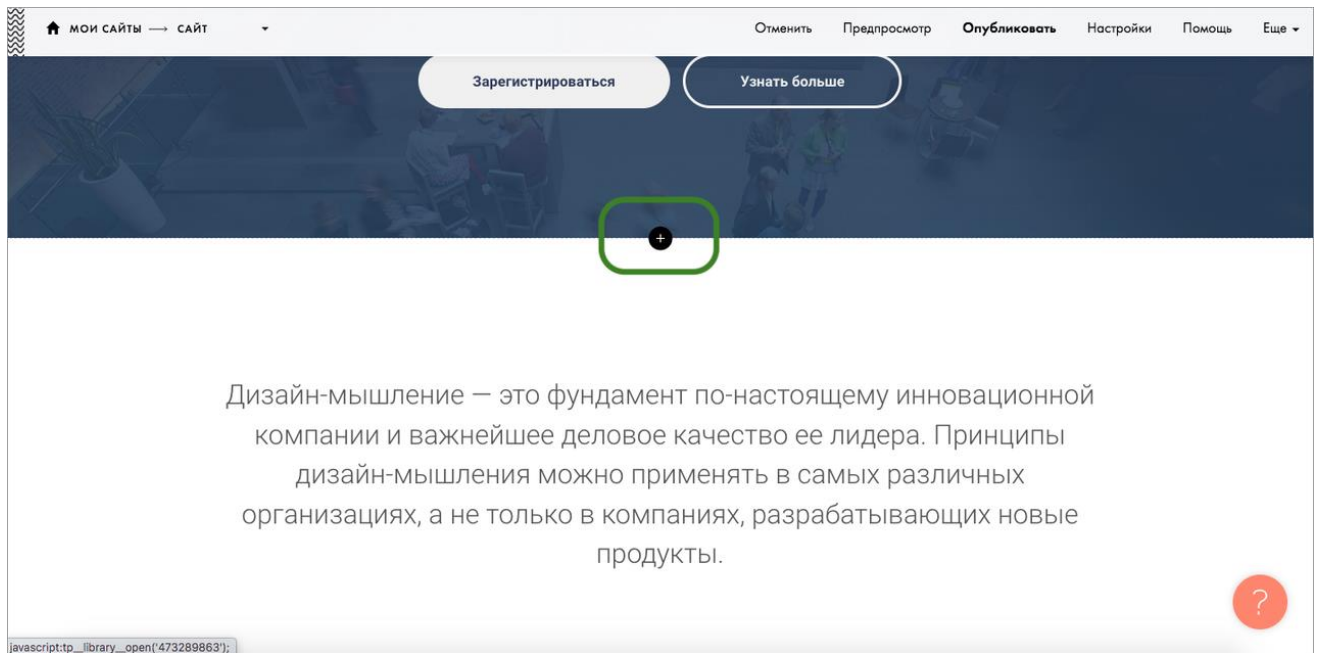 МОИ САЙТЫ ⟶ САЙТ
Отменить Предпросмотр Опубликовать Настройки Помощь Еще
Зарегистрироваться Узнать больше
+
Дизайн-мышление — это фундамент по-настоящему инновационной
компании и важнейшее деловое качество ее лидера. Принципы
дизайн-мышления можно применять в самых различных
организациях, а не только в компаниях, разрабатывающих новые
продукты.
?
javascript:tp__library__open('473289863');